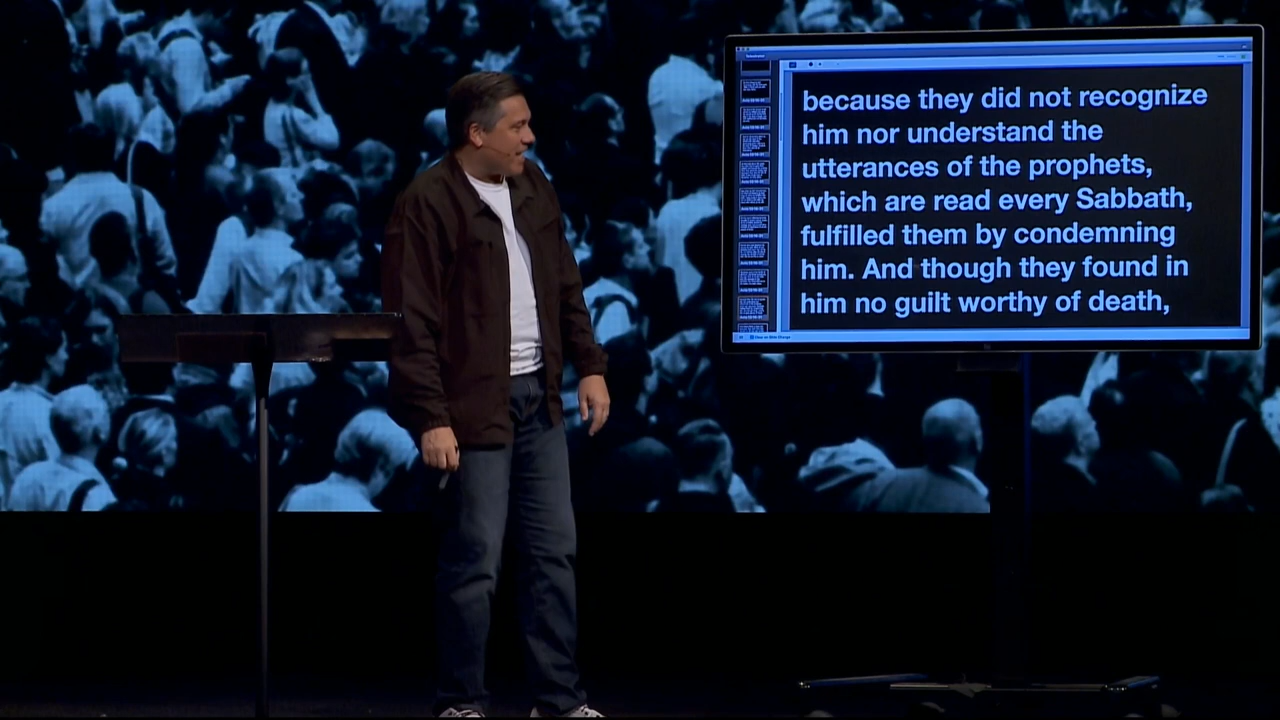 because they did not recognize
him nor understand the
utterances of the prophets,
which are read every Sabbath,
fulfilled them by condemning
him. And though they found in
him no guilt worthy of death,